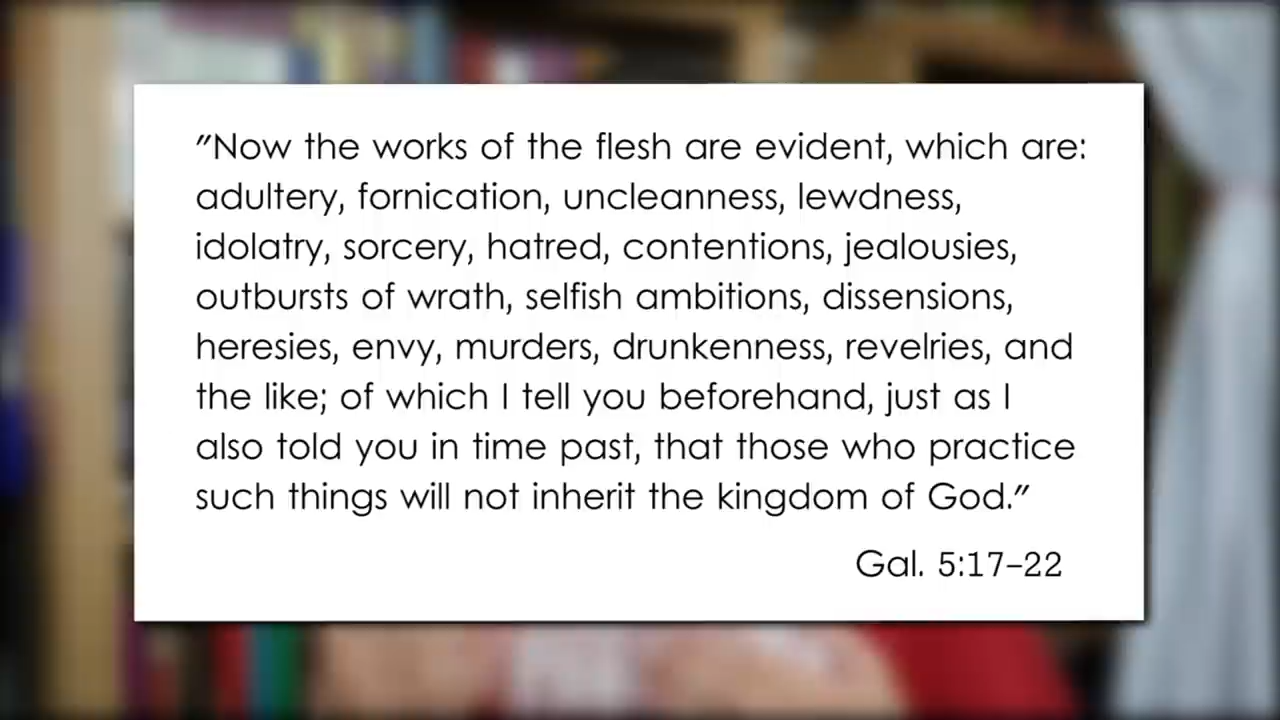 "Now the works of the flesh are evident, which are:
adultery, fornication, uncleanness, lewdness,
idolatry, sorcery, hatred, contentions, jealousies,
outbursts of wrath, selfish ambitions, dissensions,
heresies, envy, murders, drunkenness, revelries, and
the like; of which I tell you beforehand, just as I
also told you in time past, that those who practice
such things will not inherit the kingdom of God."
Gal. 5:17–22